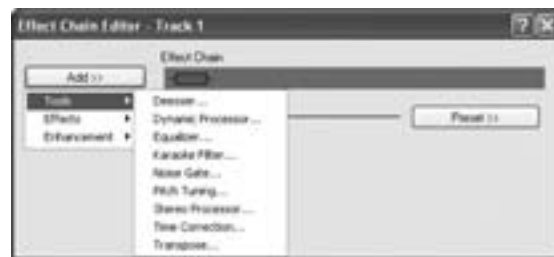 Effect Chain Editor - Track 1
Effect Chain
Add >>
Preset >>
Tools
Effects
Enhancement
Deesser...
Dynamic Processor...
Equalizer...
Karaoke Filter...
Noise Gate...
Pitch Tuning...
Stereo Processor...
Time Correction...
Transpose...